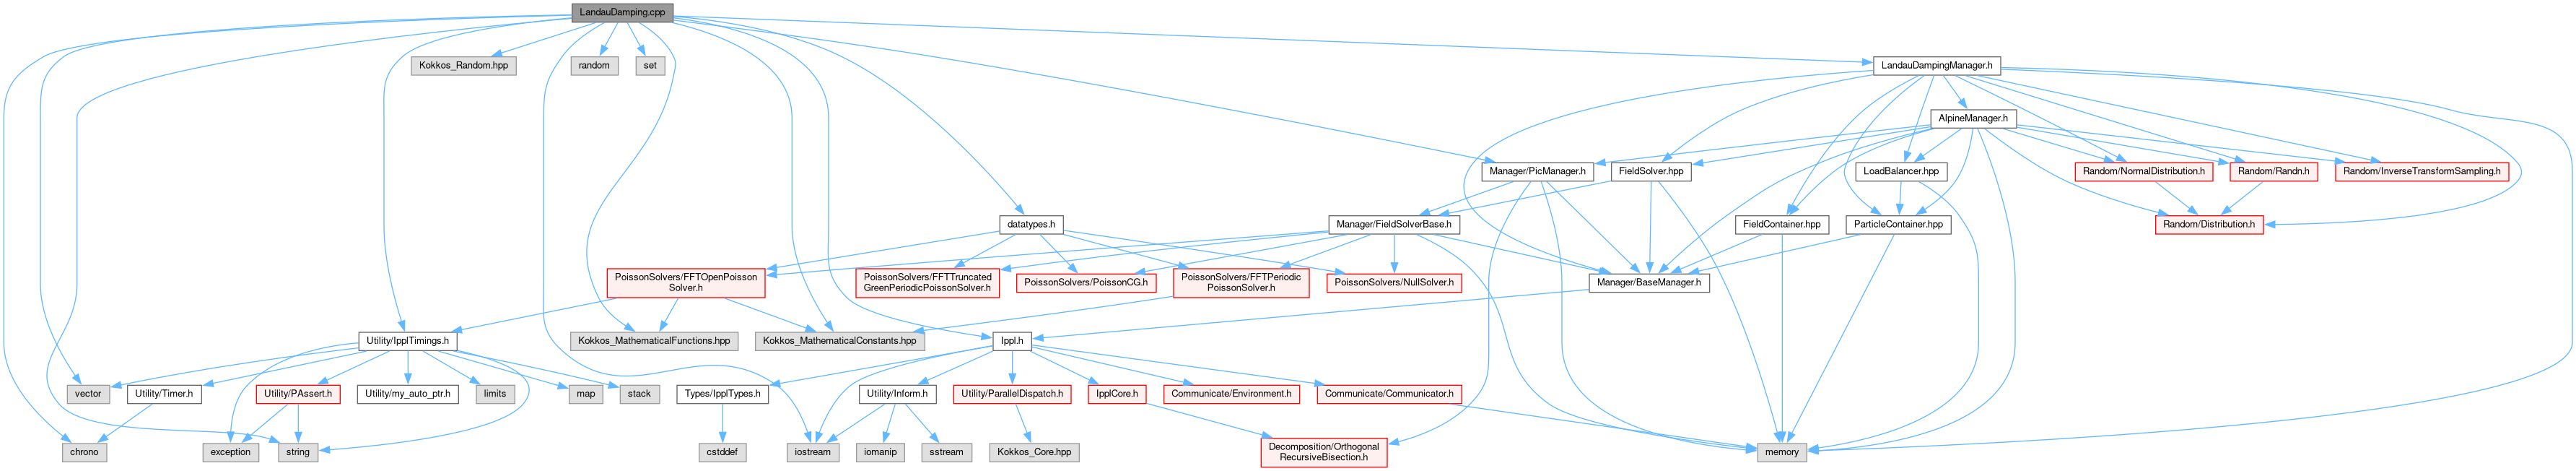 LandauDamping.cpp
Kokkos_Random.hpp
random
set
LandauDampingManager.h
AlpineManager.h
Manager/PicManager.h
FieldSolver.hpp
LoadBalancer.hpp
Random/NormalDistribution.h
Random/Randn.h
Random/InverseTransformSampling.h
datatypes.h
Manager/FieldSolverBase.h
FieldContainer.hpp
ParticleContainer.hpp
Random/Distribution.h
PoissonSolvers/FFTOpenPoisson
Solver.h
PoissonSolvers/FFTTruncated
GreenPeriodicPoissonSolver.h
PoissonSolvers/PoissonCG.h
PoissonSolvers/FFTPeriodic
PoissonSolver.h
PoissonSolvers/NullSolver.h
Manager/BaseManager.h
Utility/IpplTimings.h
Kokkos_MathematicalFunctions.hpp
Kokkos_MathematicalConstants.hpp
Ippl.h
vector
Utility/Timer.h
Utility/PAssert.h
Utility/my_auto_ptr.h
limits
map
stack
Types/IpplTypes.h
Utility/Inform.h
Utility/ParallelDispatch.h
IpplCore.h
Communicate/Environment.h
Communicate/Communicator.h
chrono
exception
string
cstddef
iostream
iomanip
sstream
Kokkos_Core.hpp
Decomposition/Orthogonal
RecursiveBisection.h
memory